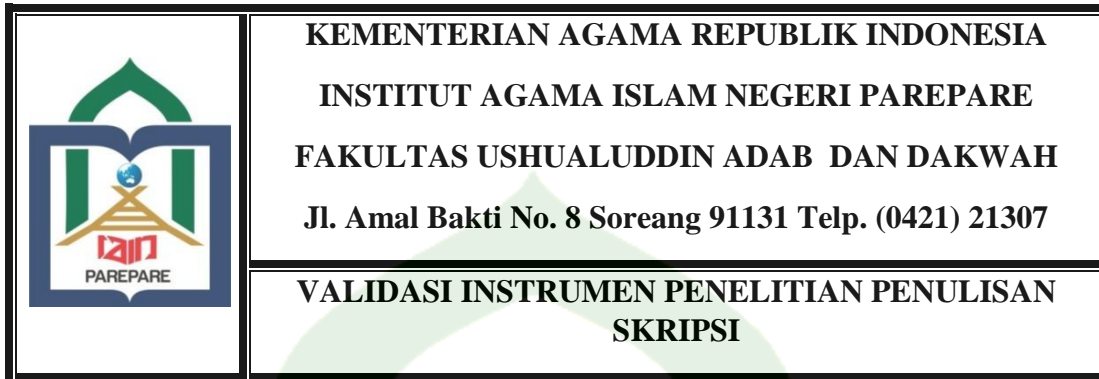 KEMENTERIAN AGAMA REPUBLIK INDONESIA
INSTITUT AGAMA ISLAM NEGERI PAREPARE
FAKULTAS USHUALUDDIN ADAB DAN DAKWAH
Jl. Amal Bakti No. 8 Soreang 91131 Telp. (0421) 21307
iain
PAREPARE
VALIDASI INSTRUMEN PENELITIAN PENULISAN
SKRIPSI